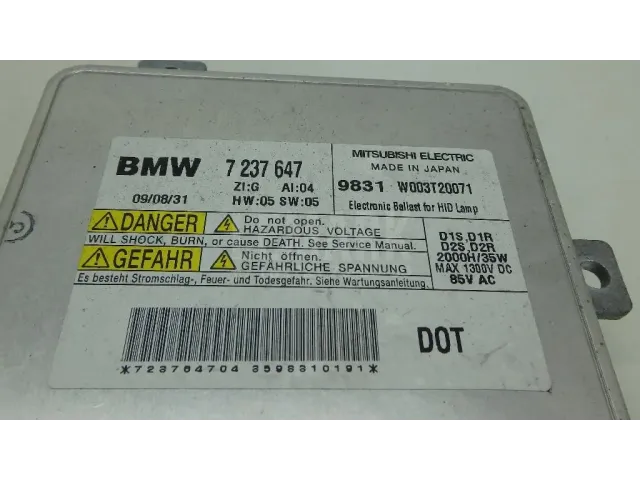 BMW 7 237 647
ZI:G AI:04
09/08/31 HW:05 SW:05
MITSUBISHI ELECTRIC
MADE IN JAPAN
9831 W003T20071
Electronic Ballast for HID Lamp
DANGER Do not open.
HAZARDOUS VOLTAGE
WILL SHOCK, BURN, or cause DEATH. See Service Manual.
GEFAHR Nicht öffnen.
GEFÄHRLICHE SPANNUNG
Es besteht Stromschlag-, Feuer- und Todesgefahr. Siehe Wartungsanleitung.
D1S,D1R
D2S,D2R
2000H/35W
MAX 1300V DC
85V AC
*723764704 3598310191*
DOT